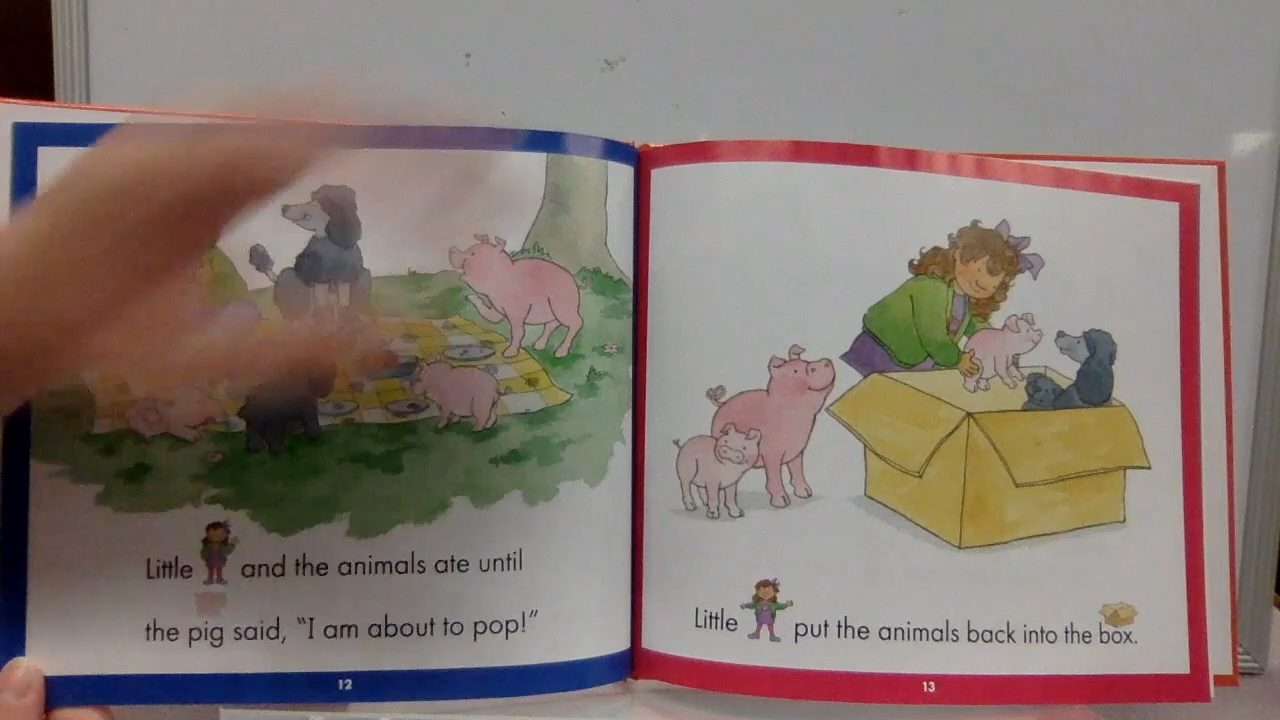 Little and the animals ate until
the pig said, "I am about to pop!"
12
Little put the animals back into the box.
13